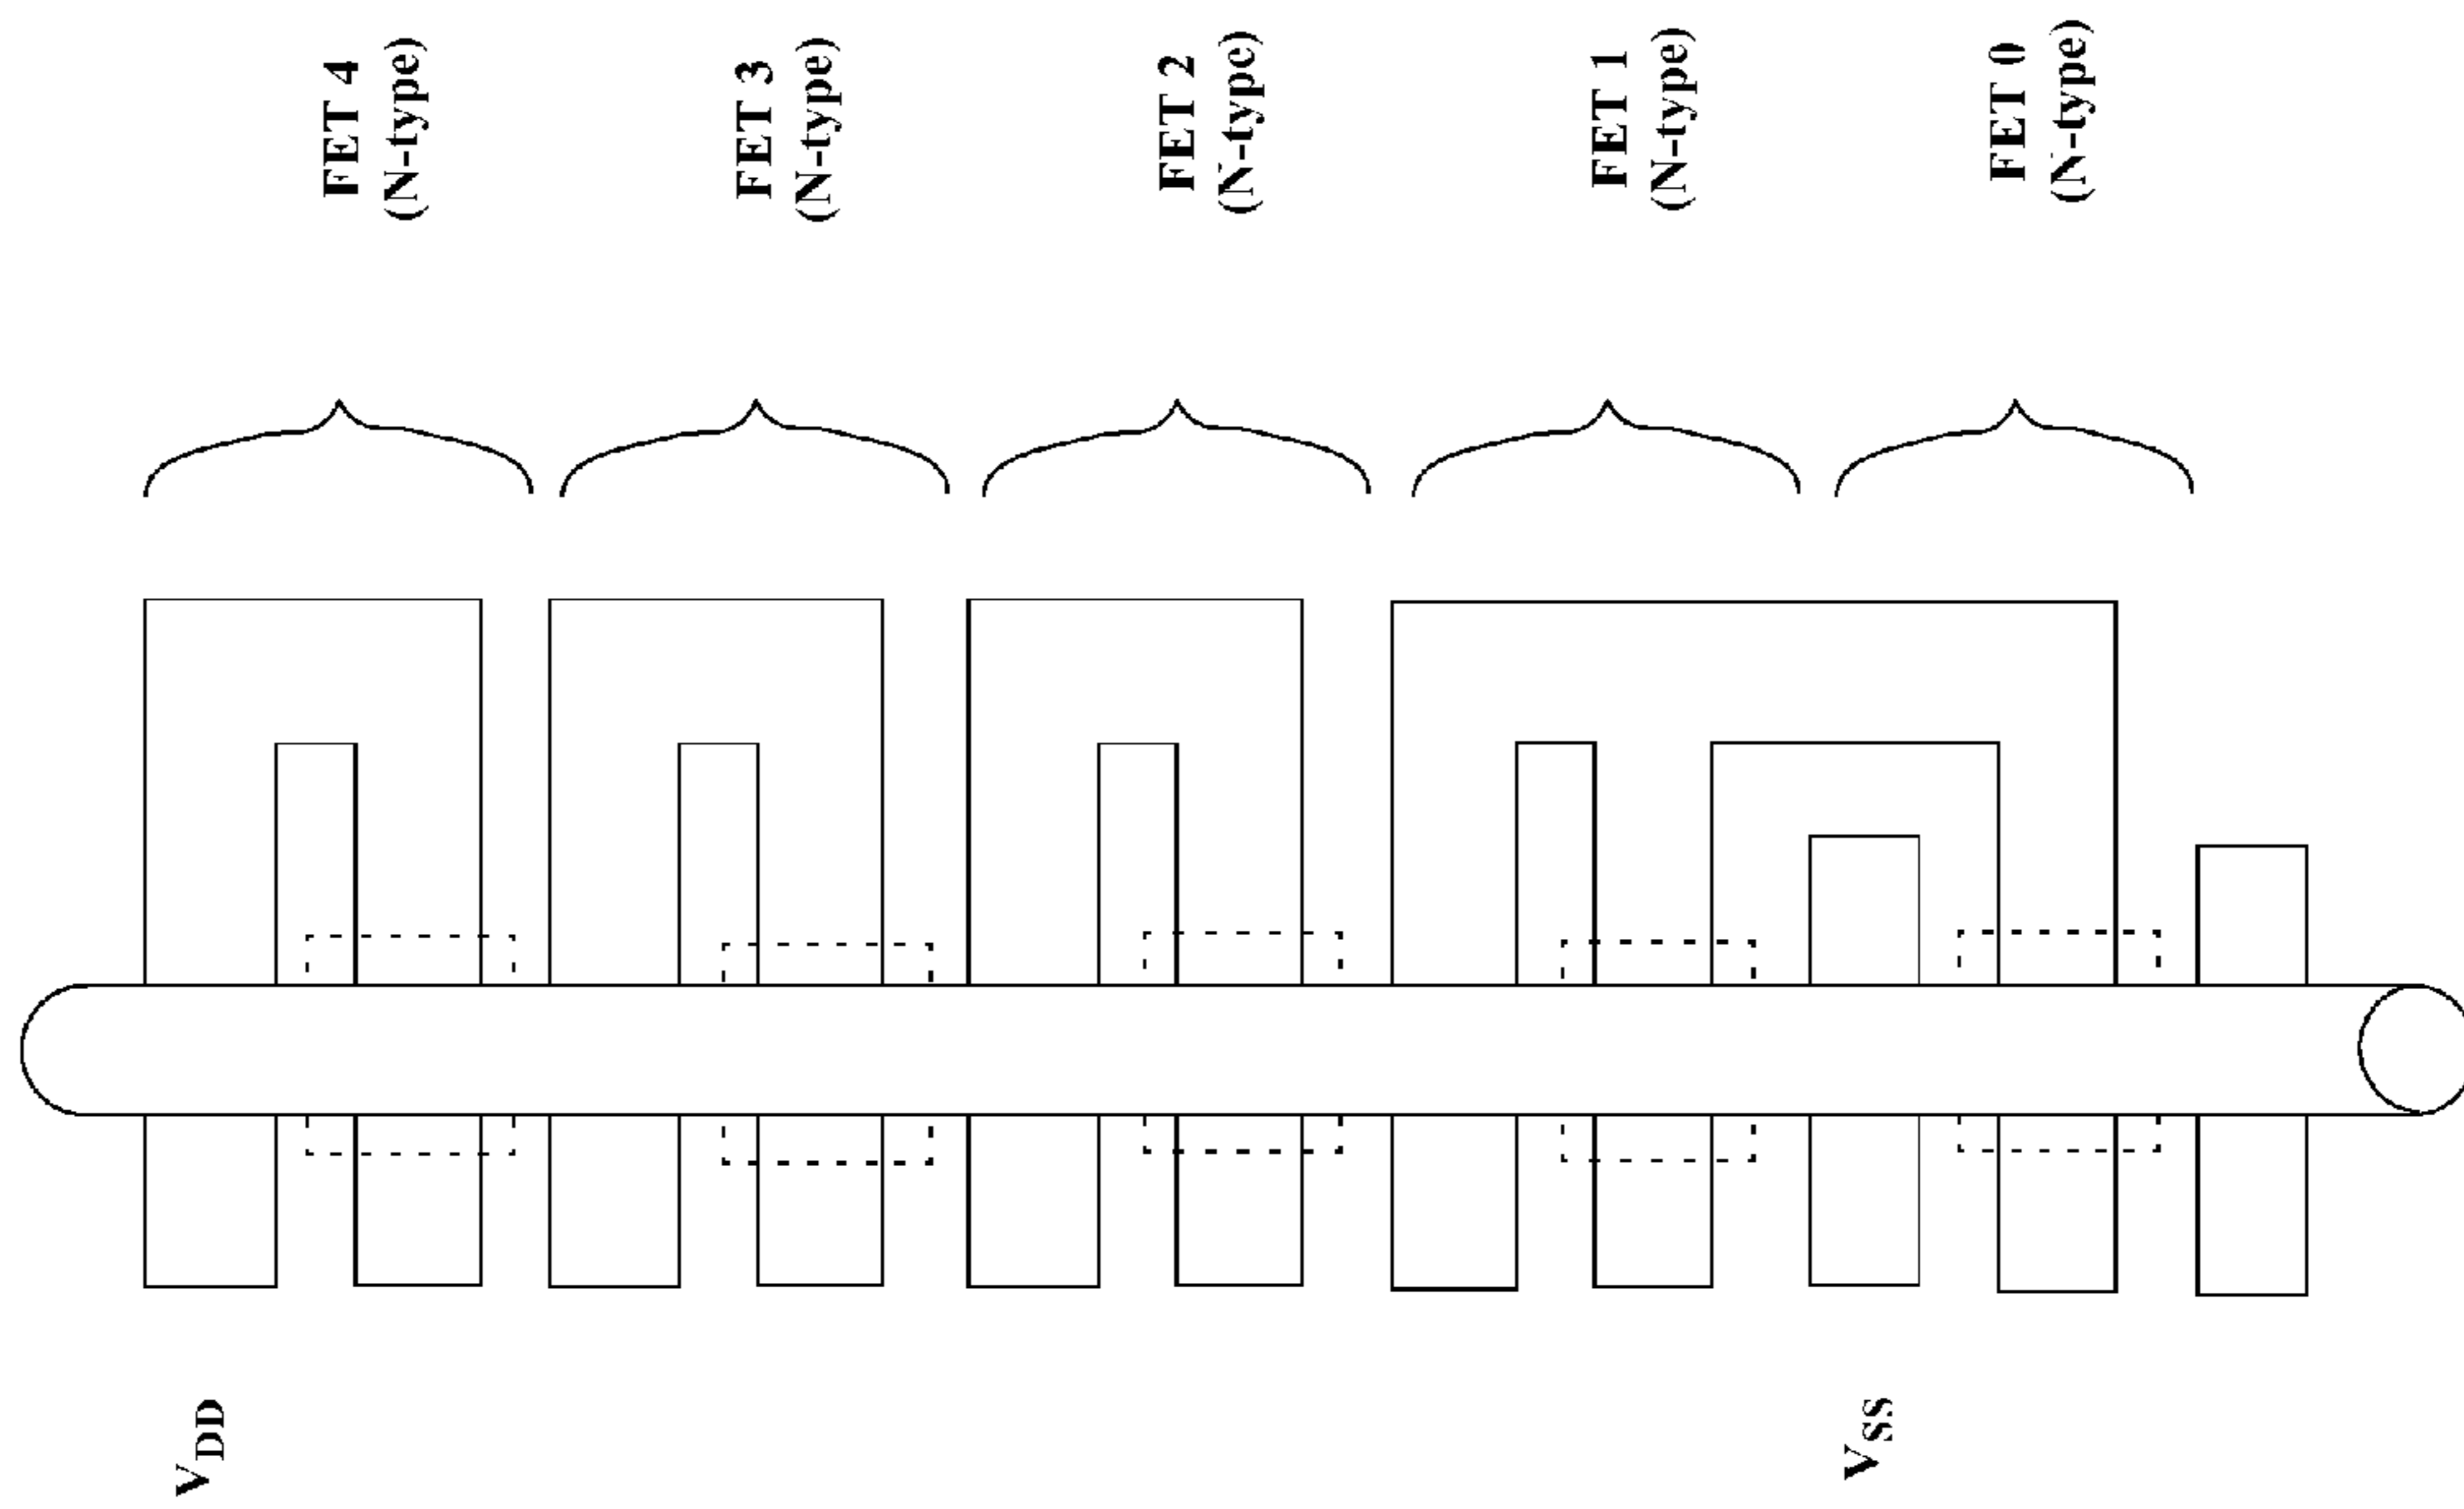 FET 4
(N-type)
FET 3
(N-type)
FET 2
(N-type)
FET 1
(N-type)
FET 0
(N-type)
VDD
VSS